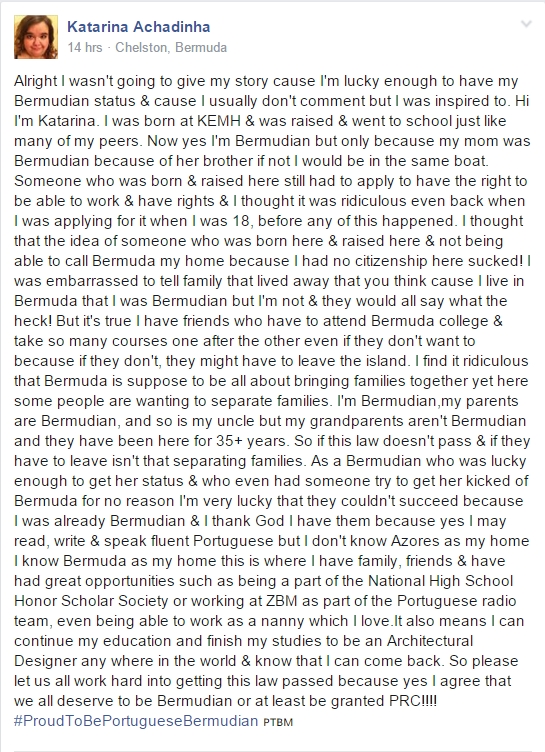 Katarina Achadinha
14 hrs · Chelston, Bermuda
Alright I wasn't going to give my story cause I'm lucky enough to have my
Bermudian status & cause I usually don't comment but I was inspired to. Hi
I'm Katarina. I was born at KEMH & was raised & went to school just like
many of my peers. Now yes I'm Bermudian but only because my mom was
Bermudian because of her brother if not I would be in the same boat.
Someone who was born & raised here still had to apply to have the right to
be able to work & have rights & I thought it was ridiculous even back when
I was applying for it when I was 18, before any of this happened. I thought
that the idea of someone who was born here & raised here & not being
able to call Bermuda my home because I had no citizenship here sucked! I
was embarrassed to tell family that lived away that you think cause I live in
Bermuda that I was Bermudian but I'm not & they would all say what the
heck! But it's true I have friends who have to attend Bermuda college &
take so many courses one after the other even if they don't want to
because if they don't, they might have to leave the island. I find it ridiculous
that Bermuda is suppose to be all about bringing families together yet here
some people are wanting to separate families. I'm Bermudian,my parents
are Bermudian, and so is my uncle but my grandparents aren't Bermudian
and they have been here for 35+ years. So if this law doesn't pass & if they
have to leave isn't that separating families. As a Bermudian who was lucky
enough to get her status & who even had someone try to get her kicked of
Bermuda for no reason I'm very lucky that they couldn't succeed because
I was already Bermudian & I thank God I have them because yes I may
read, write & speak fluent Portuguese but I don't know Azores as my home
I know Bermuda as my home this is where I have family, friends & have
had great opportunities such as being a part of the National High School
Honor Scholar Society or working at ZBM as part of the Portuguese radio
team, even being able to work as a nanny which I love.It also means I can
continue my education and finish my studies to be an Architectural
Designer any where in the world & know that I can come back. So please
let us all work hard into getting this law passed because yes I agree that
we all deserve to be Bermudian or at least be granted PRC!!!!
#ProudToBePortugueseBermudian PTBM